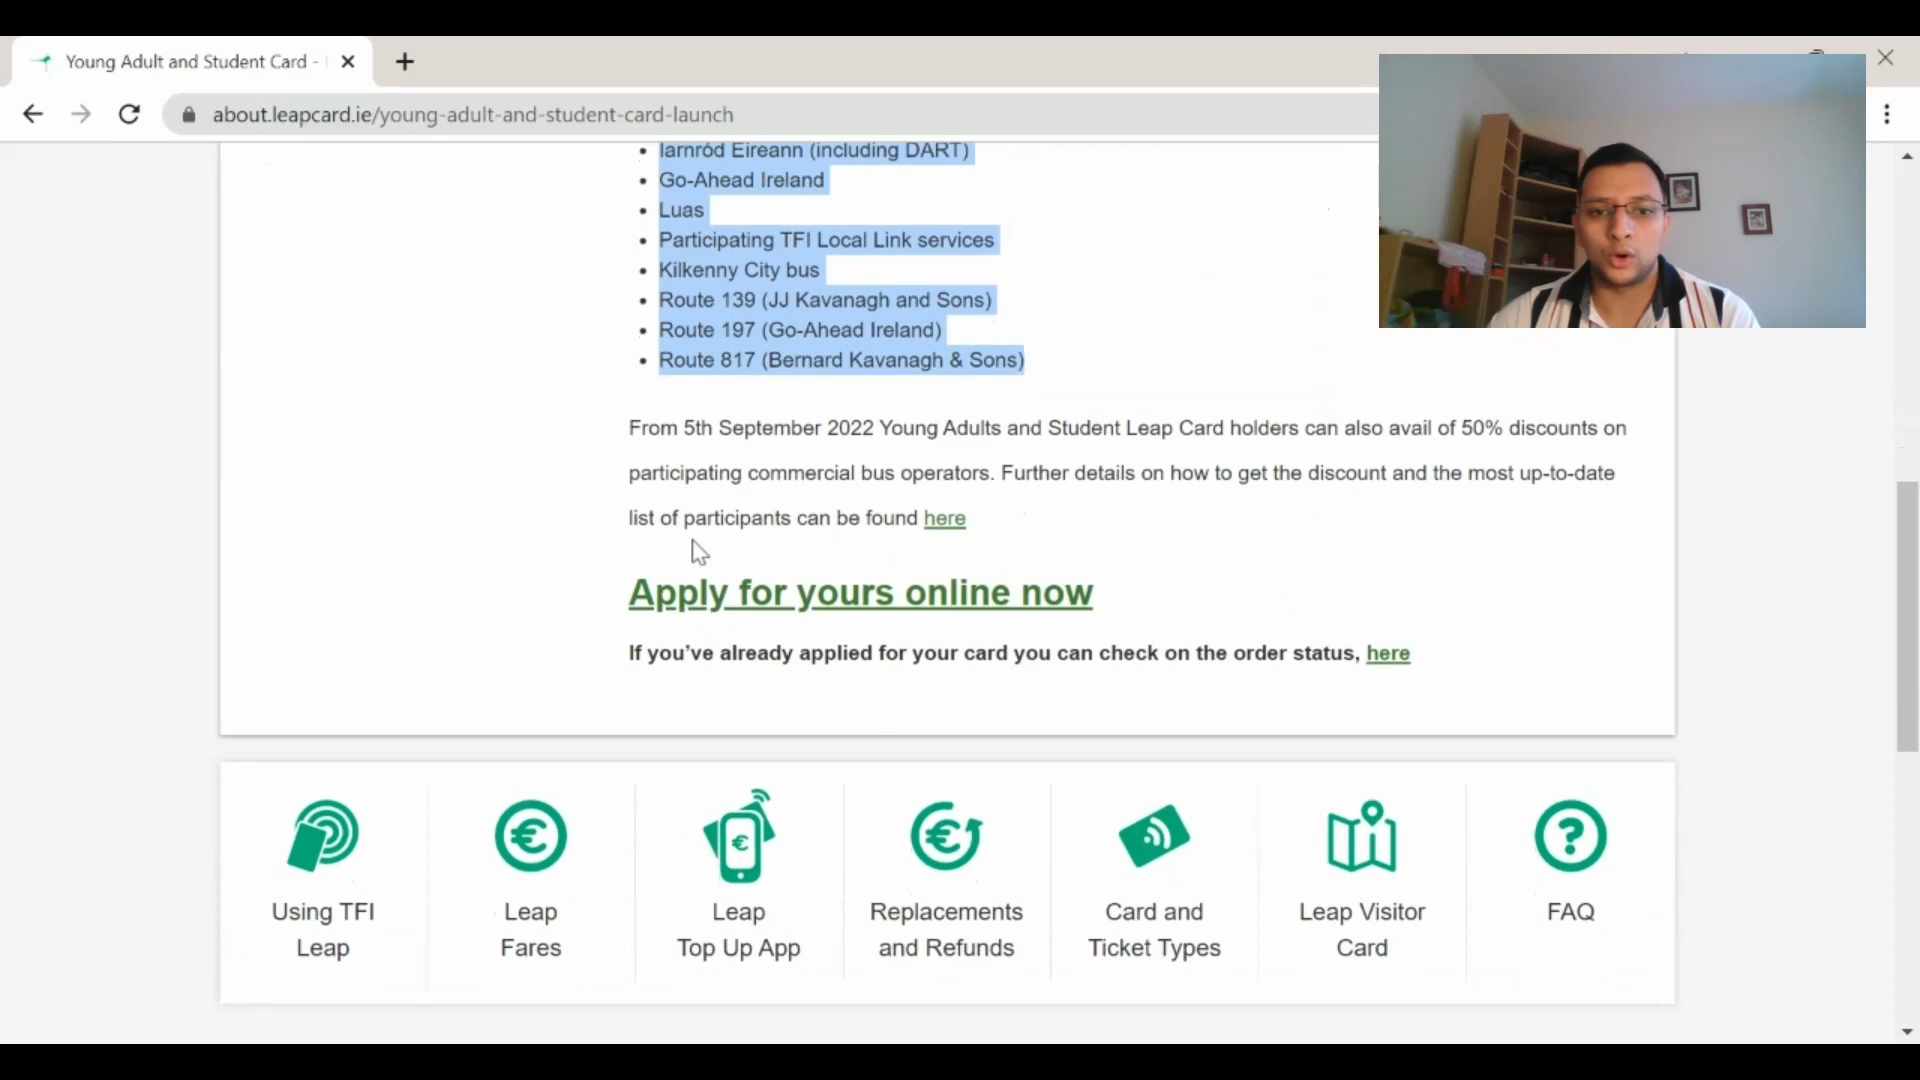 Young Adult and Student Card -
about.leapcard.ie/young-adult-and-student-card-launch
Iarnród Eireann (including DART)
Go-Ahead Ireland
Luas
Participating TFI Local Link services
Kilkenny City bus
Route 139 (JJ Kavanagh and Sons)
Route 197 (Go-Ahead Ireland)
Route 817 (Bernard Kavanagh & Sons)
From 5th September 2022 Young Adults and Student Leap Card holders can also avail of 50% discounts on
participating commercial bus operators. Further details on how to get the discount and the most up-to-date
list of participants can be found here
Apply for yours online now
If you’ve already applied for your card you can check on the order status, here
Using TFI
Leap
Leap
Fares
Leap
Top Up App
Replacements
and Refunds
Card and
Ticket Types
Leap Visitor
Card
FAQ